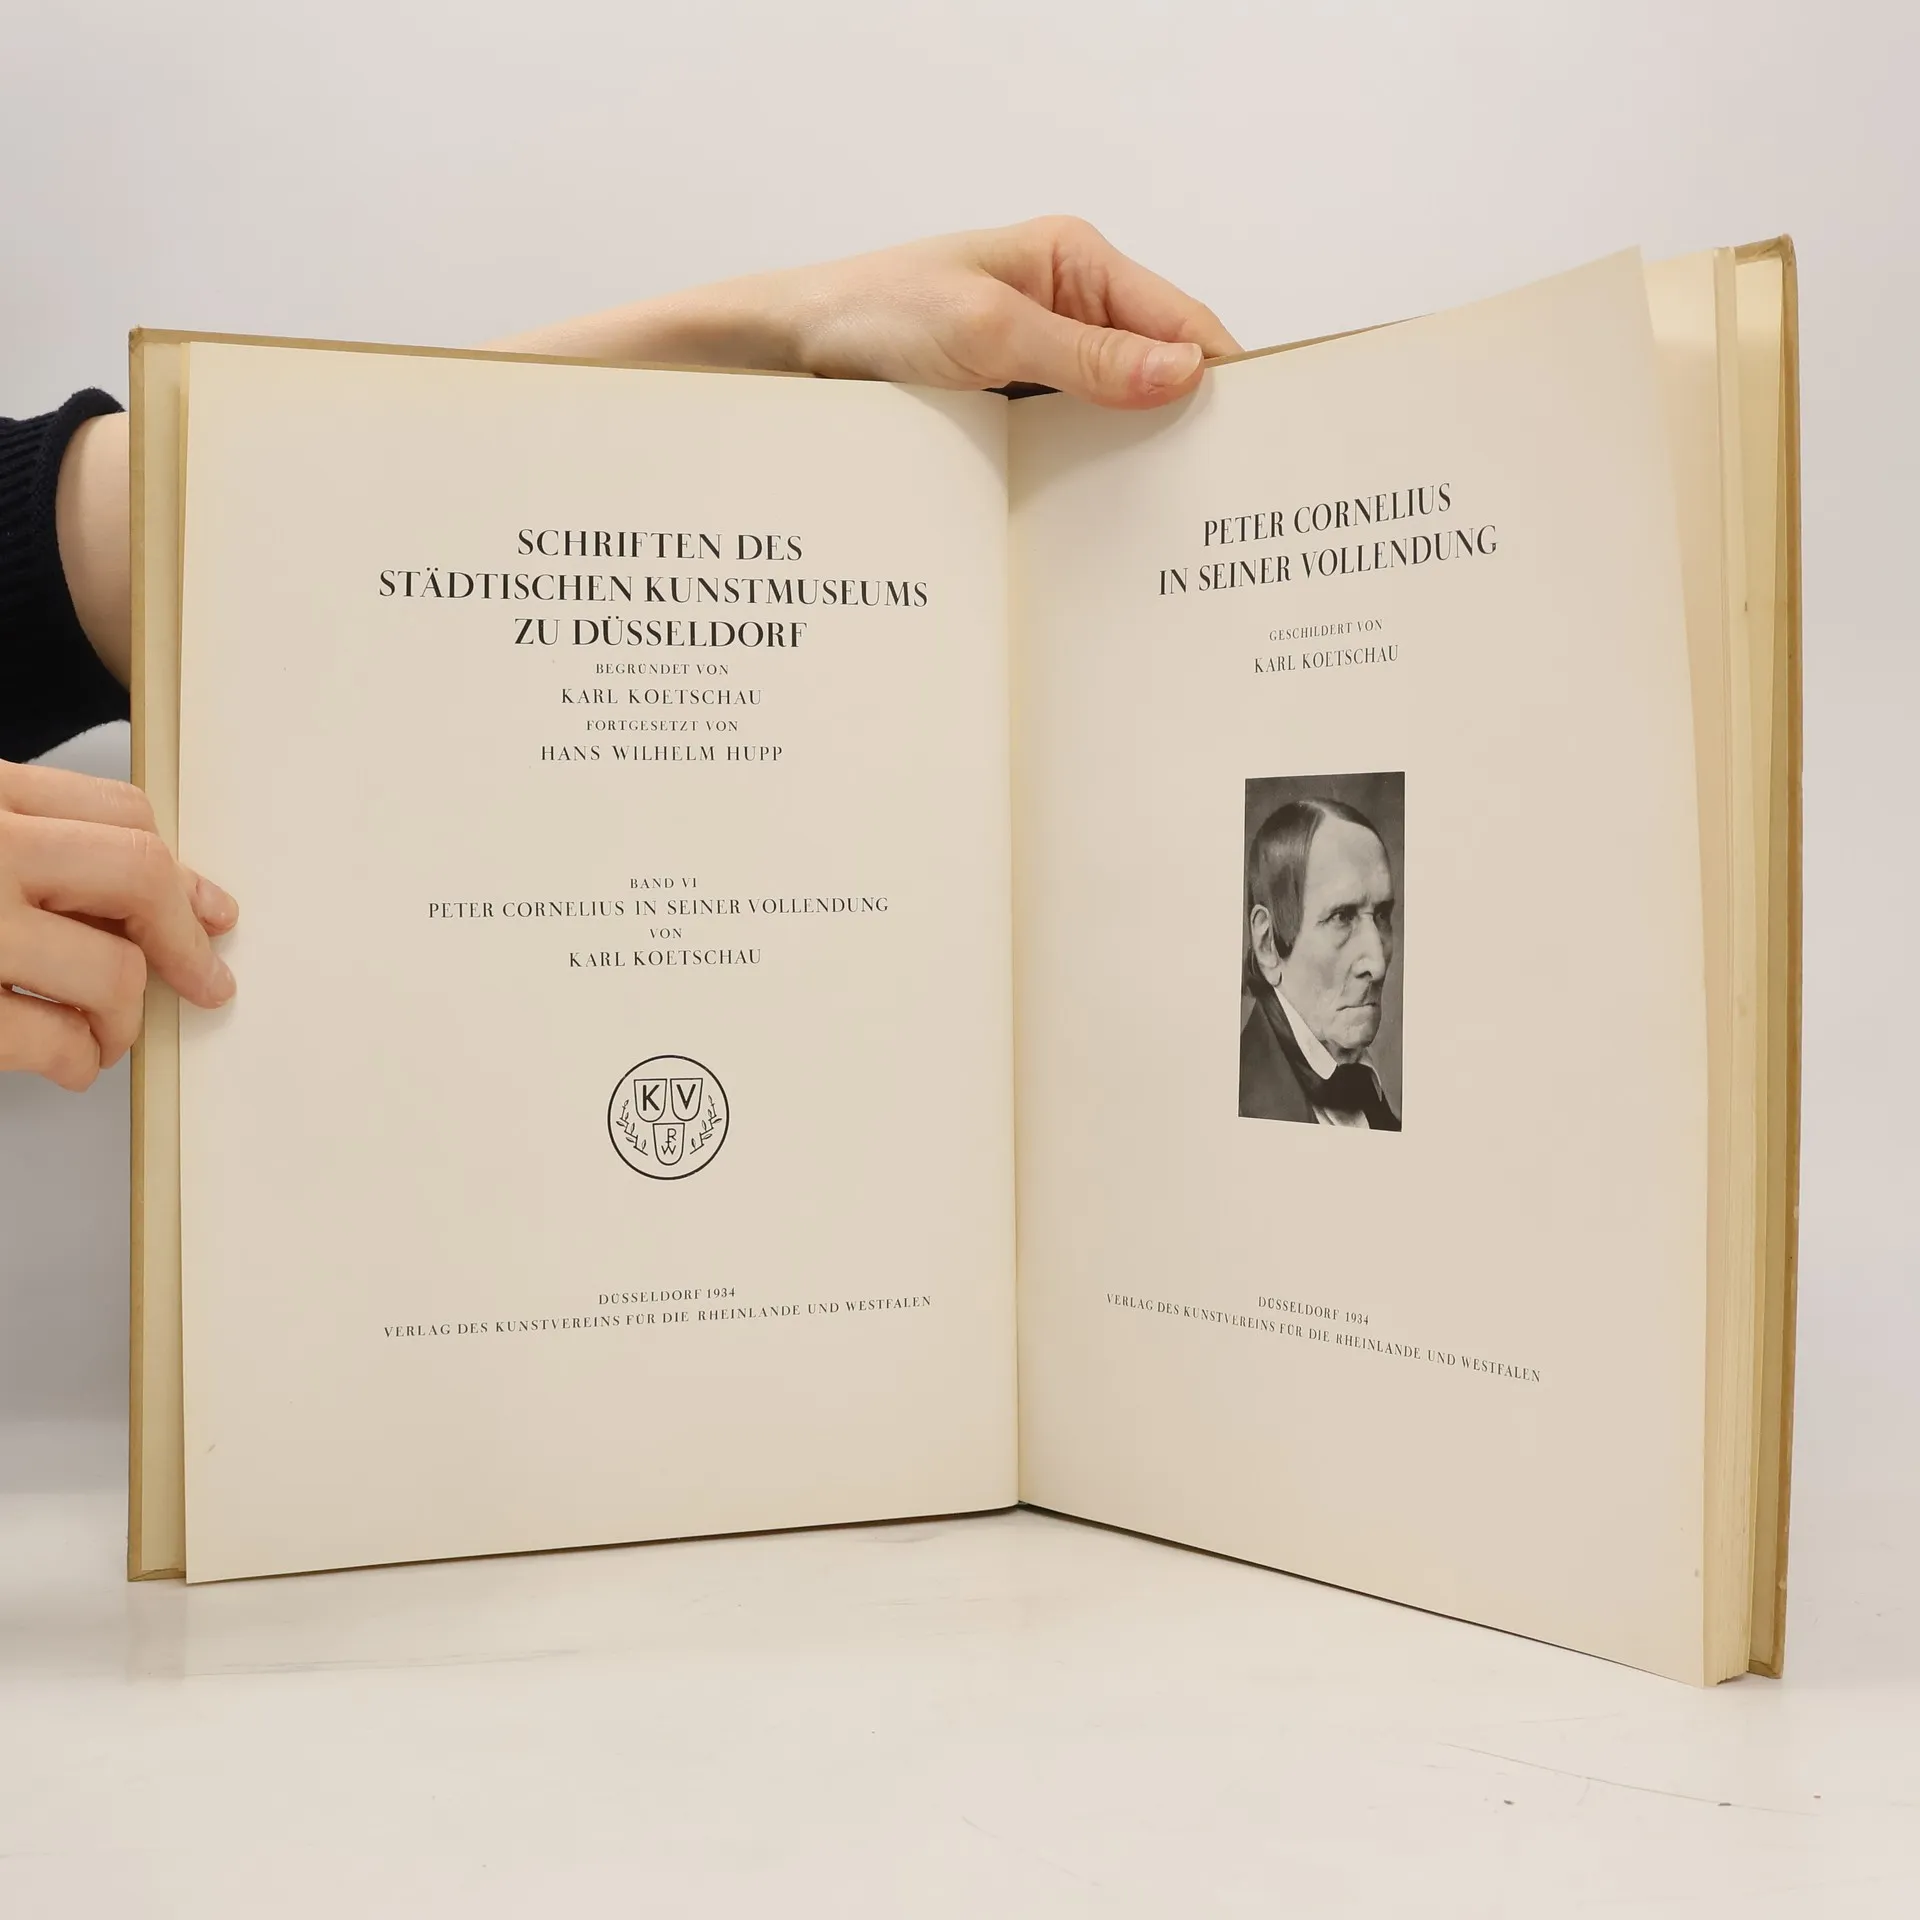 SCHRIFTEN DES
STÄDTISCHEN KUNSTMUSEUMS
ZU DÜSSELDORF
BEGRÜNDET VON
KARL KOETSCHAU
FORTGESETZT VON
HANS WILHELM HUPP
BAND VI
PETER CORNELIUS IN SEINER VOLLENDUNG
VON
KARL KOETSCHAU
K V
R
W
DÜSSELDORF 1934
VERLAG DES KUNSTVEREINS FÜR DIE RHEINLANDE UND WESTFALEN
PETER CORNELIUS
IN SEINER VOLLENDUNG
GESCHILDERT VON
KARL KOETSCHAU
DÜSSELDORF 1934
VERLAG DES KUNSTVEREINS FÜR DIE RHEINLANDE UND WESTFALEN